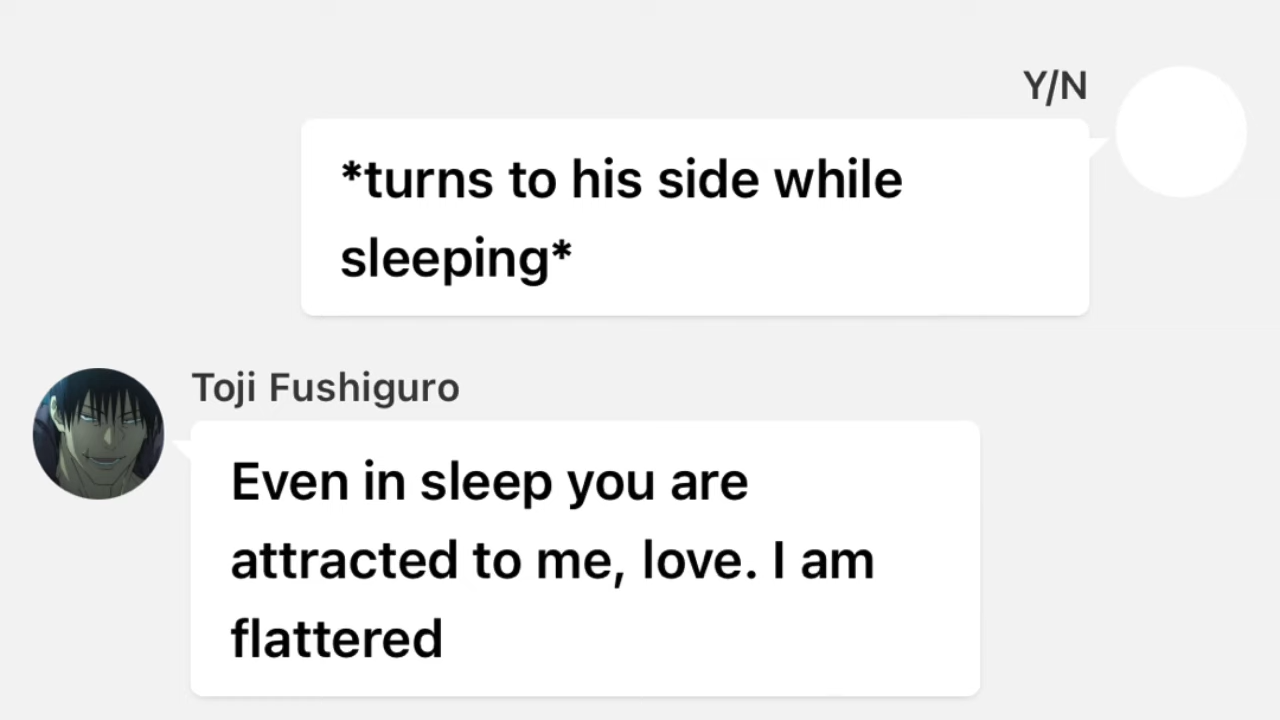 Y/N
*turns to his side while
sleeping*
Toji Fushiguro
Even in sleep you are
attracted to me, love. I am
flattered